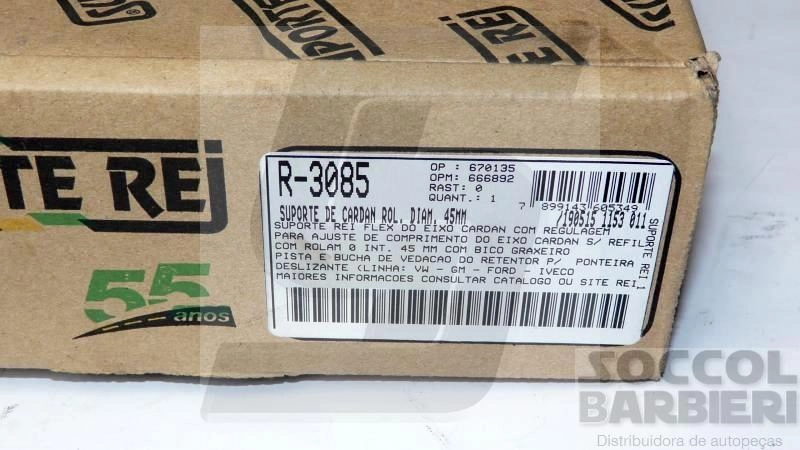 SUPORTE REI
TE REI
55
anos
R-3085
OP : 670135
OPM: 666892
RAST: 0
QUANT.: 1
7 899143 605349
SUPORTE DE CARDAN ROL. DIAM. 45MM
/190515 1153 011
SUPORTE REI FLEX DO EIXO CARDAN COM REGULAGEM
PARA AJUSTE DE COMPRIMENTO DO EIXO CARDAN S/ REFIL
COM ROLAM 0 INT. 45 MM COM BICO GRAXEIRO
PISTA E BUCHA DE VEDACAO DO RETENTOR P/ PONTEIRA
DESLIZANTE (LINHA: VW - GM - FORD - IVECO
MAIORES INFORMACOES CONSULTAR CATALOGO OU SITE REI
SUPORTE REI
SOCCOL
BARBIERI
Distribuidora de autopeças